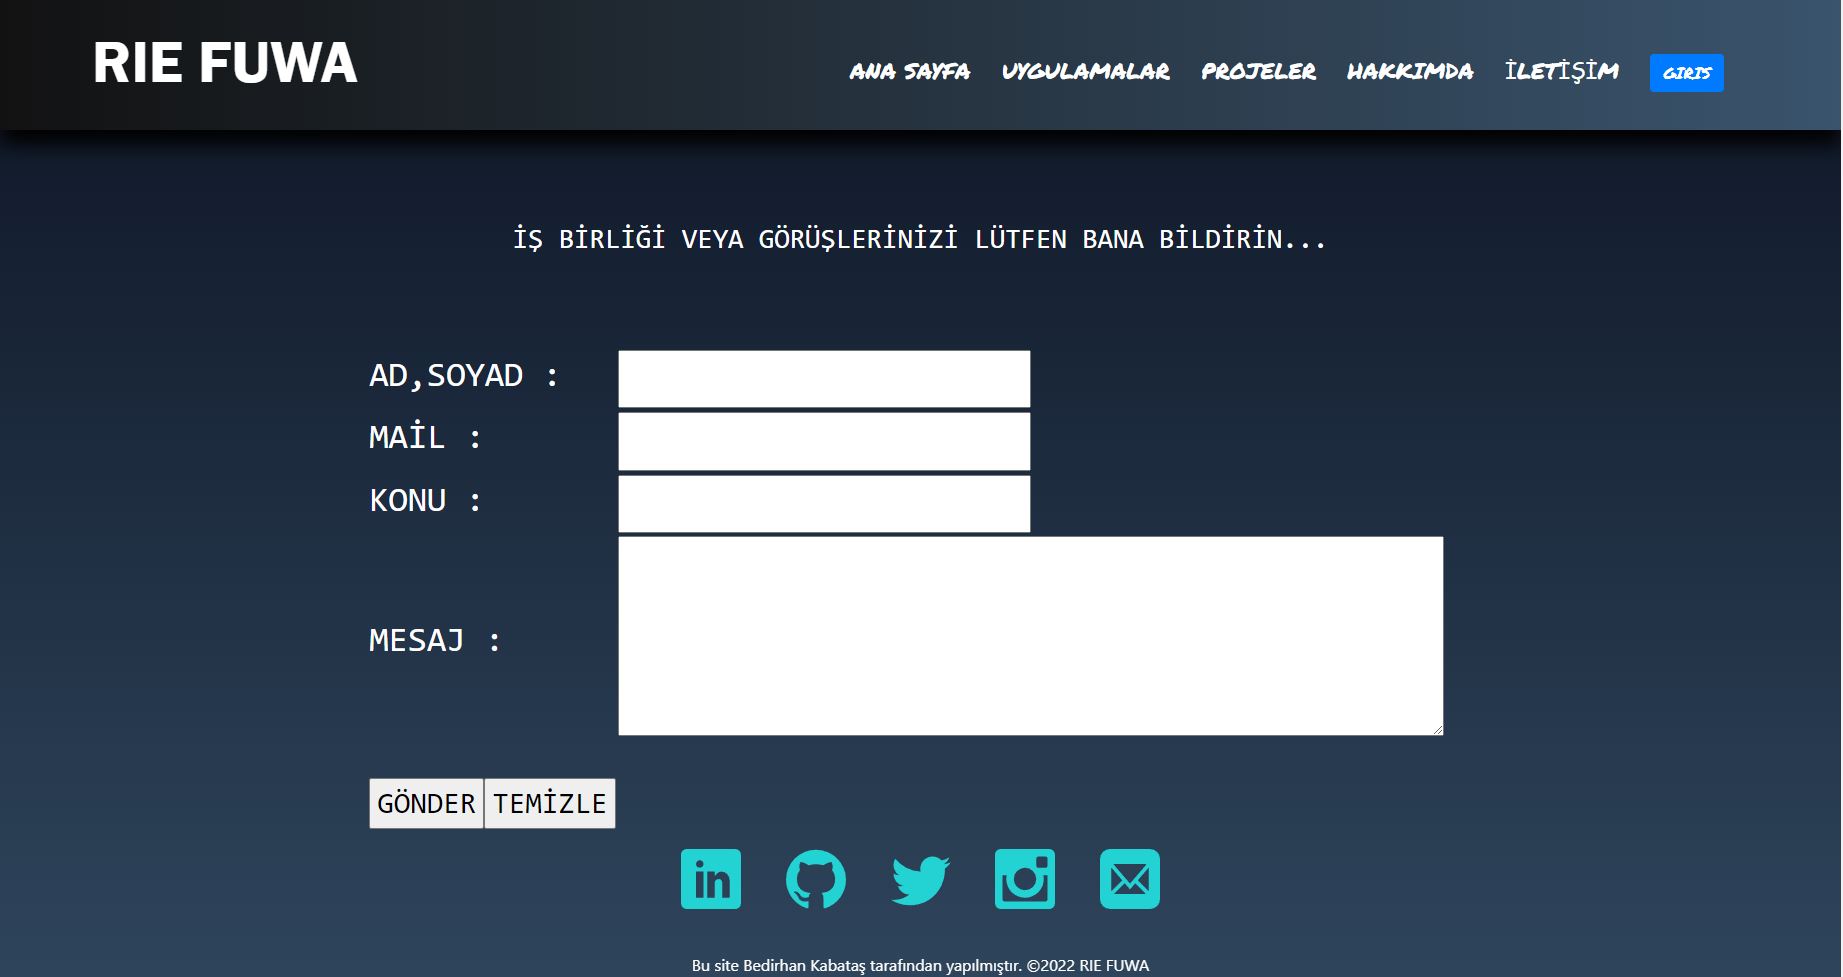 RIE FUWA
ANA SAYFA UYGULAMALAR PROJELER HAKKIMDA İLETİŞİM GIRIS
İŞ BİRLİĞİ VEYA GÖRÜŞLERİNİZİ LÜTFEN BANA BİLDİRİN...
AD,SOYAD :
MAİL :
KONU :
MESAJ :
GÖNDER TEMİZLE
in
Bu site Bedirhan Kabataş tarafından yapılmıştır. ©2022 RIE FUWA